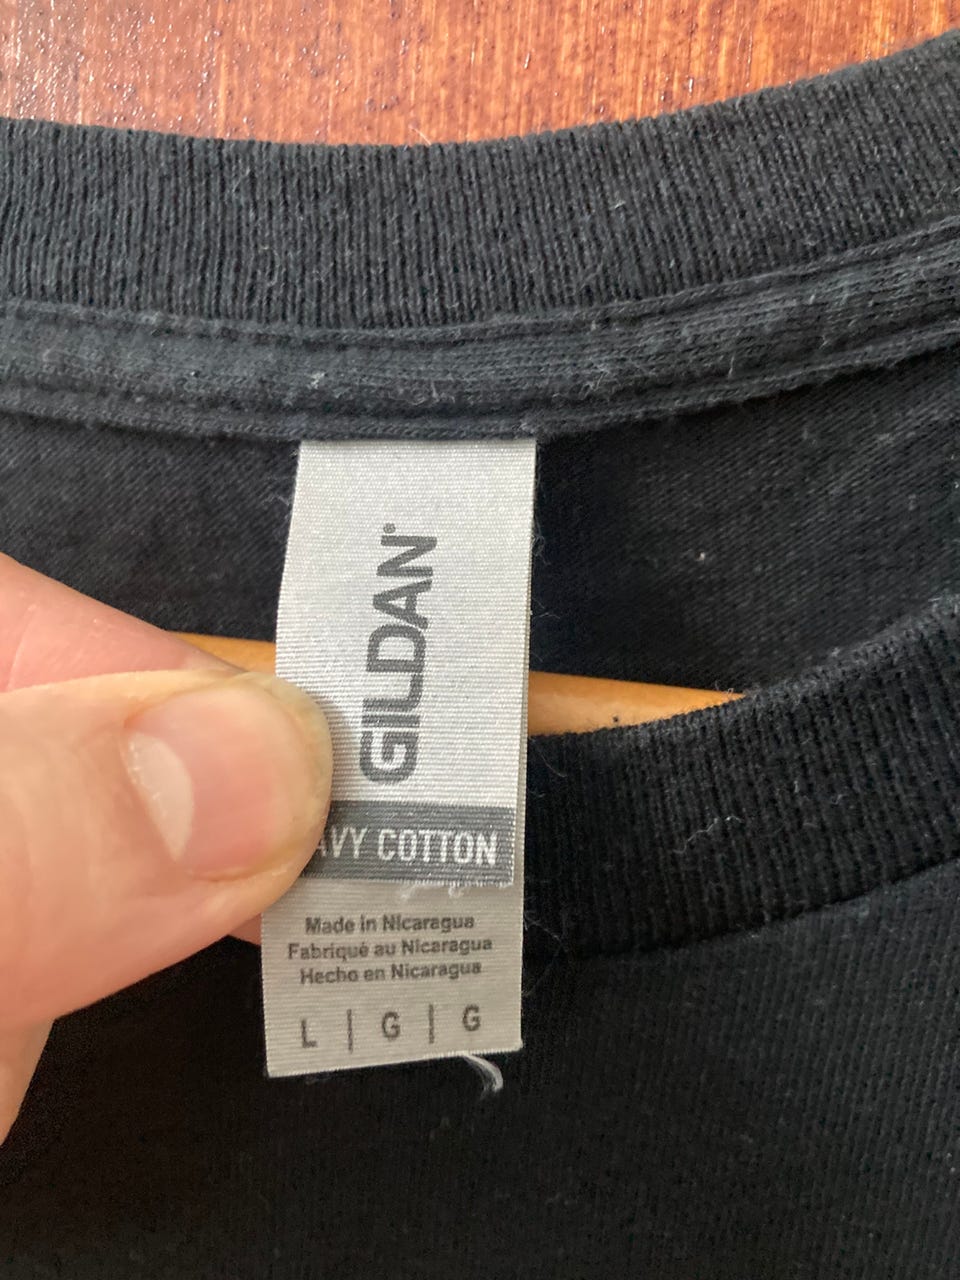 GILDAN®
AVY COTTON
Made in Nicaragua
Fabriqué au Nicaragua
Hecho en Nicaragua
L | G | G